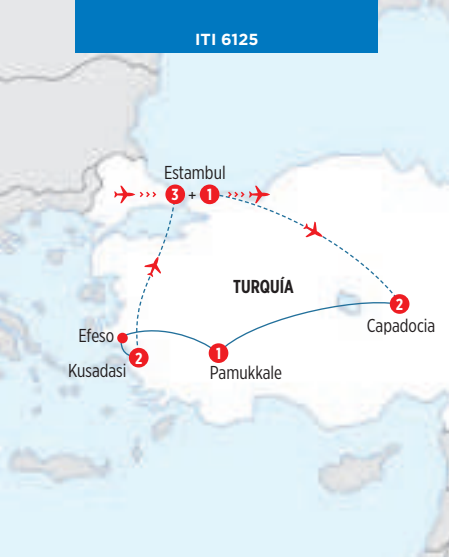 ITI 6125
Estambul
3 + 1
TURQUÍA
2
Capadocia
Efeso
2
Kusadasi
1
Pamukkale